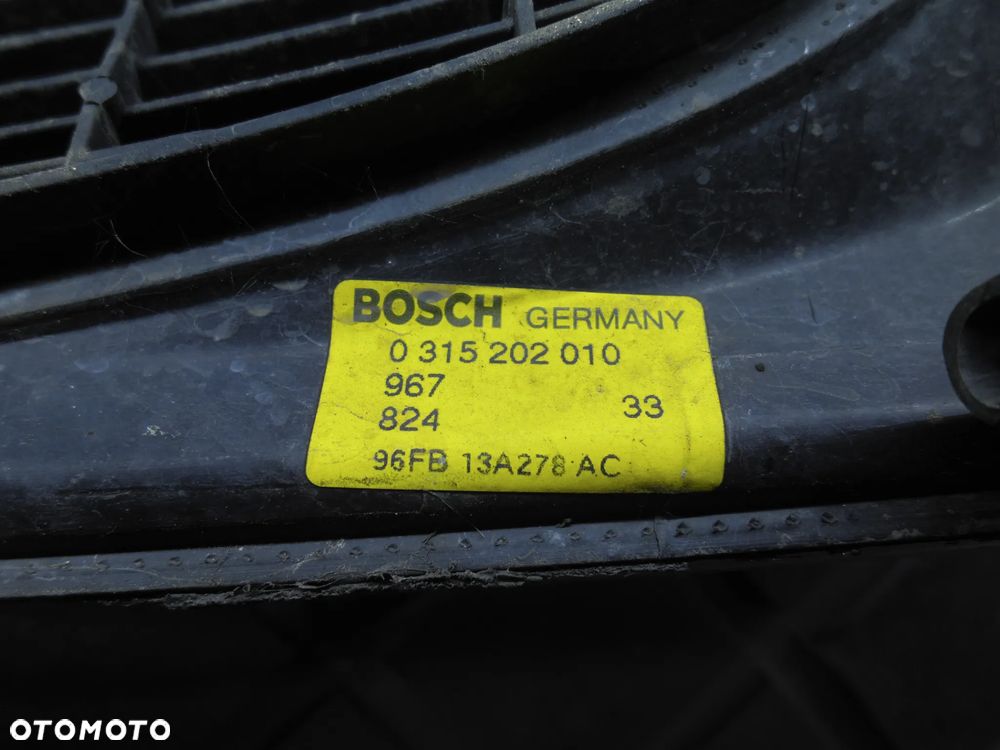 BOSCH GERMANY
0 315 202 010
967
824 33
96FB 13A278 AC
OTOMOTO